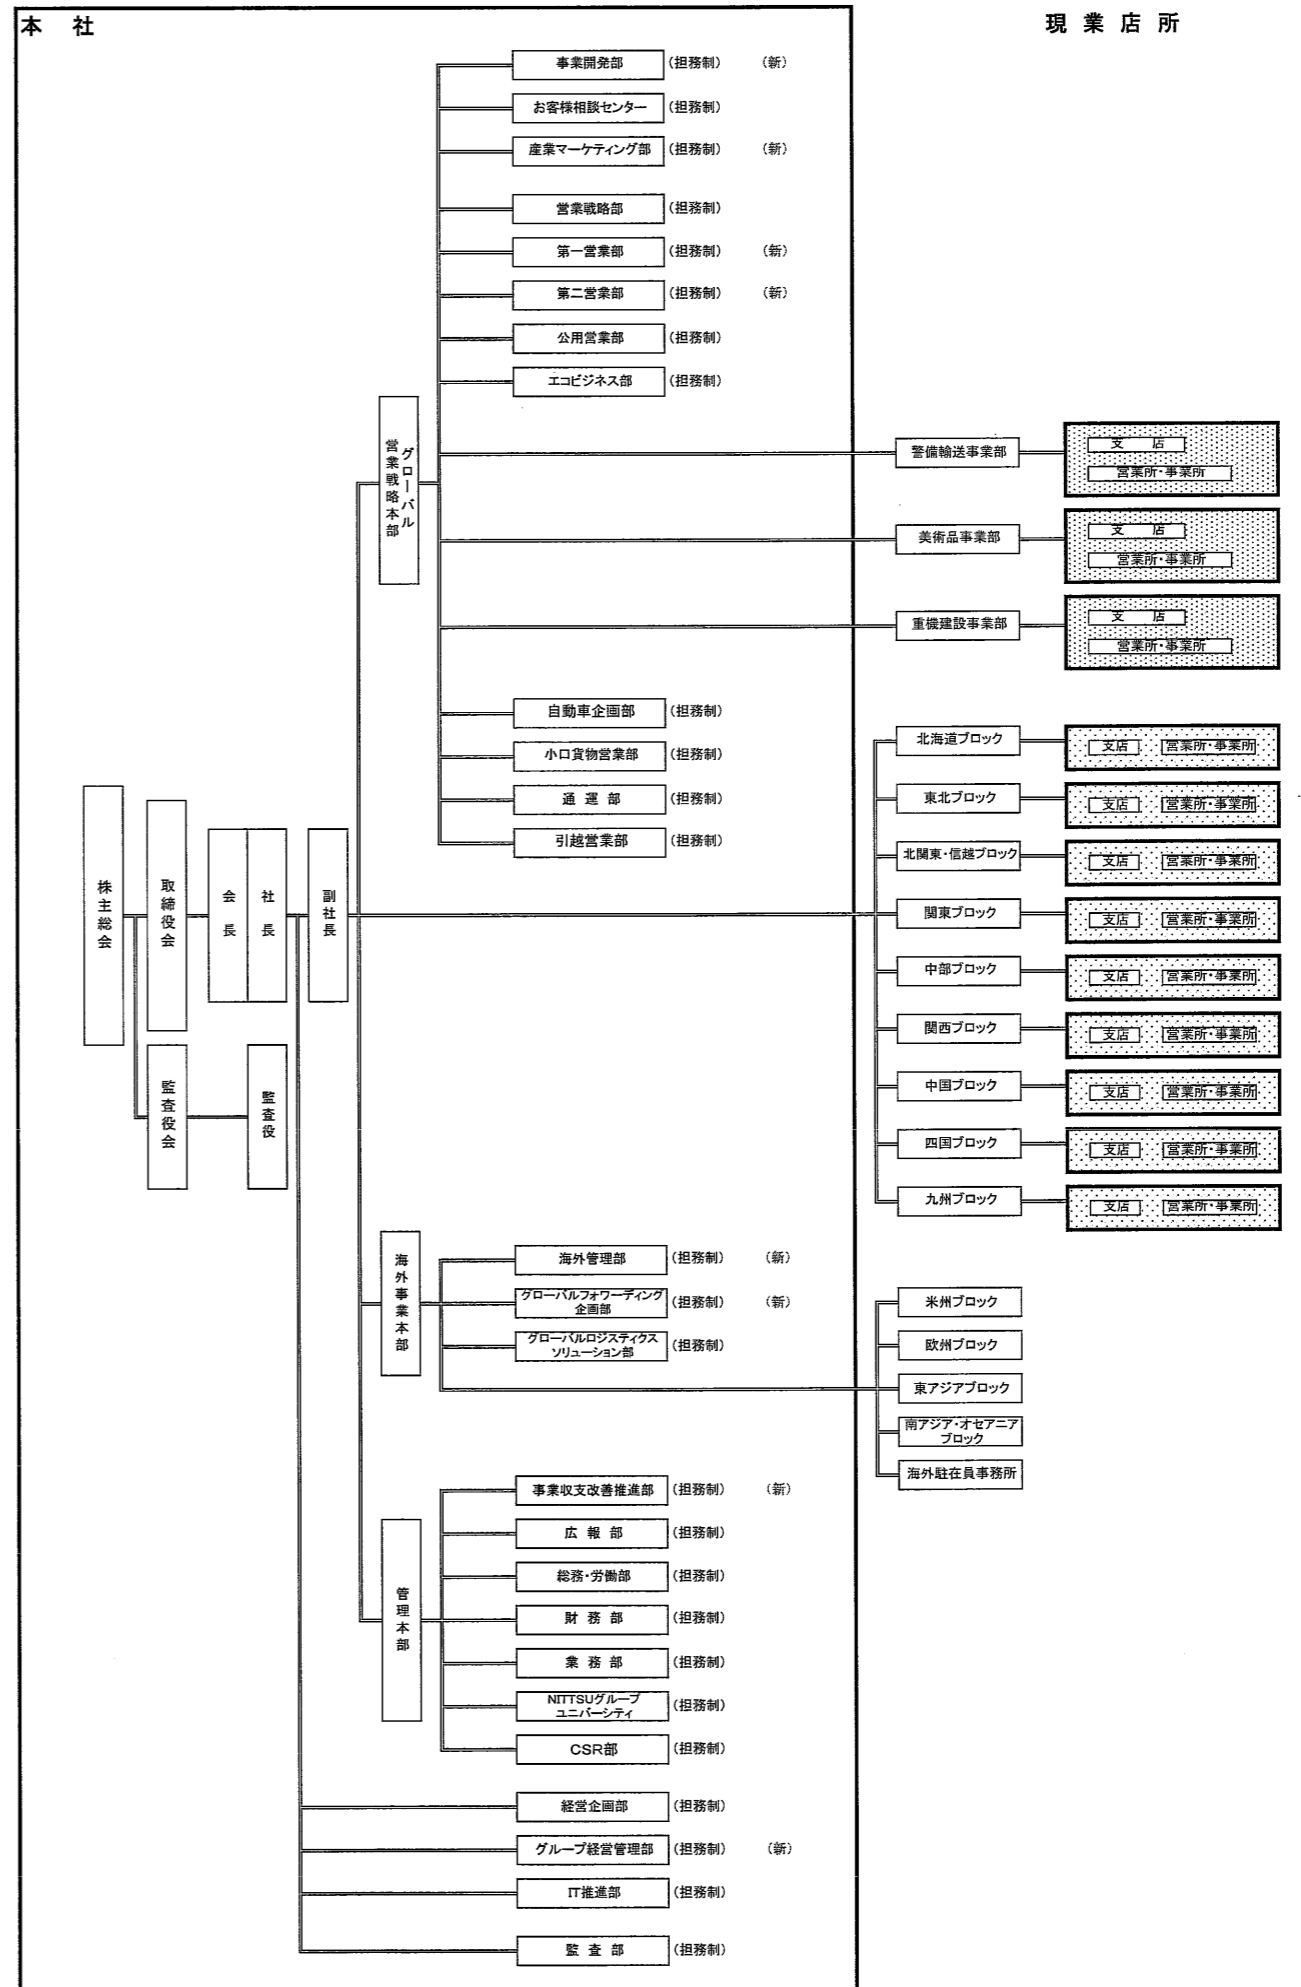 本　社
現 業 店 所
事業開発部 (担務制) (新)
お客様相談センター (担務制)
産業マーケティング部 (担務制) (新)
営業戦略部 (担務制)
第一営業部 (担務制) (新)
第二営業部 (担務制) (新)
公用営業部 (担務制)
エコビジネス部 (担務制)
グローバル
営業戦略本部
警備輸送事業部
支　店
営業所・事業所
美術品事業部
支　店
営業所・事業所
重機建設事業部
支　店
営業所・事業所
自動車企画部 (担務制)
小口貨物営業部 (担務制)
通 運 部 (担務制)
引越営業部 (担務制)
北海道ブロック 支店 営業所・事業所
東北ブロック 支店 営業所・事業所
北関東・信越ブロック 支店 営業所・事業所
関東ブロック 支店 営業所・事業所
中部ブロック 支店 営業所・事業所
関西ブロック 支店 営業所・事業所
中国ブロック 支店 営業所・事業所
四国ブロック 支店 営業所・事業所
九州ブロック 支店 営業所・事業所
株主総会
取締役会
会長
社長
副社長
監査役会
監査役
海外事業本部
海外管理部 (担務制) (新)
グローバルフォワーディング
企画部 (担務制) (新)
グローバルロジスティクス
ソリューション部 (担務制)
米州ブロック
欧州ブロック
東アジアブロック
南アジア・オセアニア
ブロック
海外駐在員事務所
管理本部
事業収支改善推進部 (担務制) (新)
広 報 部 (担務制)
総務・労働部 (担務制)
財 務 部 (担務制)
業 務 部 (担務制)
NITTSUグループ
ユニバーシティ (担務制)
CSR部 (担務制)
経営企画部 (担務制)
グループ経営管理部 (担務制) (新)
IT推進部 (担務制)
監 査 部 (担務制)